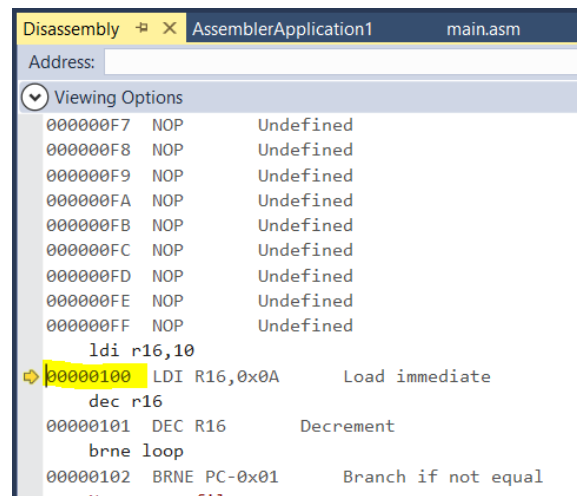 Disassembly AssemblerApplication1 main.asm
Address:
Viewing Options
000000F7 NOP Undefined
000000F8 NOP Undefined
000000F9 NOP Undefined
000000FA NOP Undefined
000000FB NOP Undefined
000000FC NOP Undefined
000000FD NOP Undefined
000000FE NOP Undefined
000000FF NOP Undefined
ldi r16,10
00000100 LDI R16,0x0A Load immediate
dec r16
00000101 DEC R16 Decrement
brne loop
00000102 BRNE PC-0x01 Branch if not equal